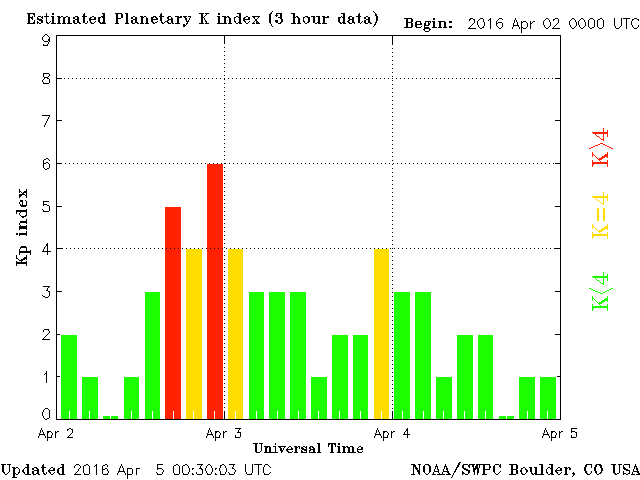 Estimated Planetary K index (3 hour data) Begin: 2016 Apr 02 0000 UTC
9
8
7
6
5
4
3
2
1
0
Kp index
K>4
K=4
K<4
Apr 2 Apr 3 Apr 4 Apr 5
Universal Time
Updated 2016 Apr 5 00:30:03 UTC NOAA/SWPC Boulder, CO USA